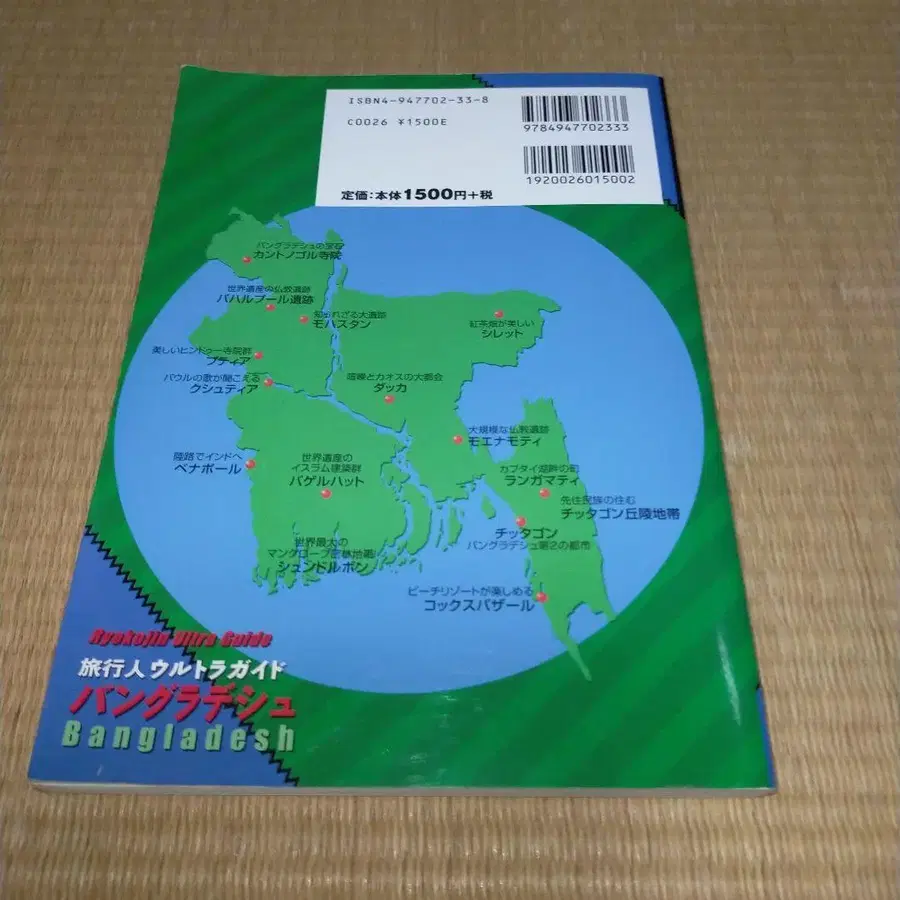 ISBN4-947702-33-8
C0026 ¥1500E
9784947702333
1920026015002
定価:本体1500円+税
バングラデシュの宝石
カントノゴル寺院
世界遺産の仏教遺跡
パハルプール遺跡
知られざる大遺跡
モハスタン
紅茶畑が美しい
シレット
美しいヒンドゥー寺院群
プティア
バウルの歌が聞こえる
クシュティア
喧噪とカオスの大都会
ダッカ
大規模な仏教遺跡
モエナモティ
陸路でインドへ
ベナポール
世界遺産の
イスラム建築群
バゲルハット
カプタイ湖畔の町
ランガマティ
先住民族の住む
チッタゴン丘陵地帯
チッタゴン
バングラデシュ第2の都市
世界最大の
マングローブ密林地帯
シュンドルボン
ビーチリゾートが楽しめる
コックスバザール
Ryokojin Ultra Guide
旅行人ウルトラガイド
バングラデシュ
Bangladesh